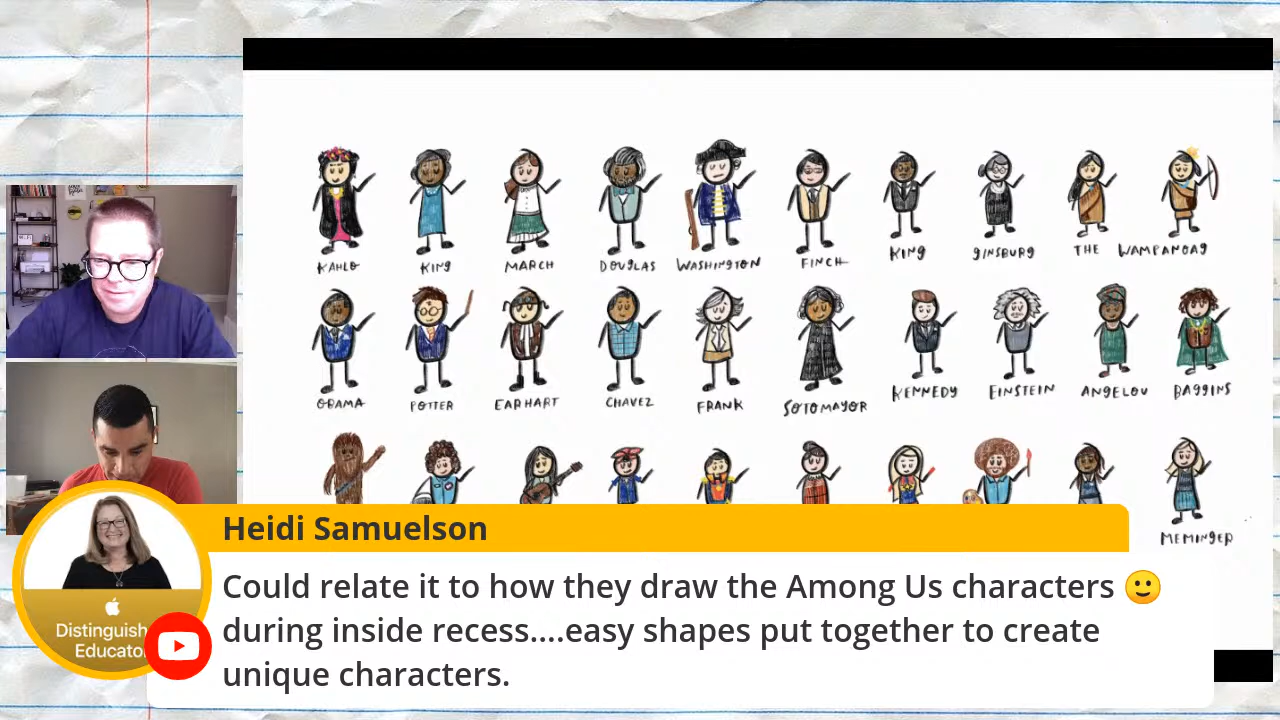 KAHLO KING MARCH DOUGLAS WASHINGTON FINCH KING GINSBURG THE WAMPANOAG
OBAMA POTTER EARHART CHAVEZ FRANK SOTOMAYOR KENNEDY EINSTEIN ANGELOU BAGGINS
MEMINGER
Heidi Samuelson
Could relate it to how they draw the Among Us characters 🙂
during inside recess....easy shapes put together to create
unique characters.
Distinguish
Educato